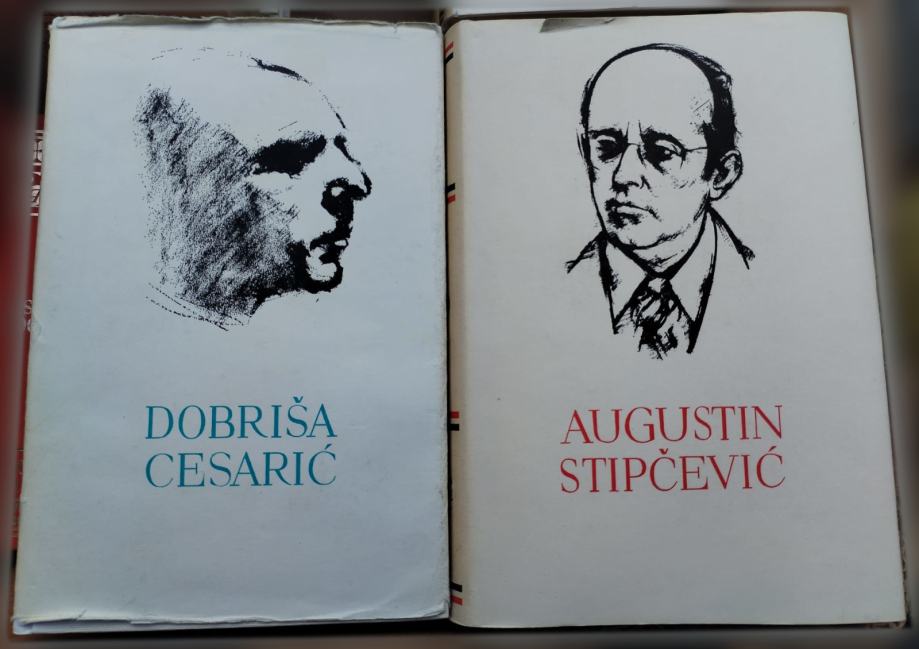 DOBRIŠA
CESARIĆ
AUGUSTIN
STIPČEVIĆ